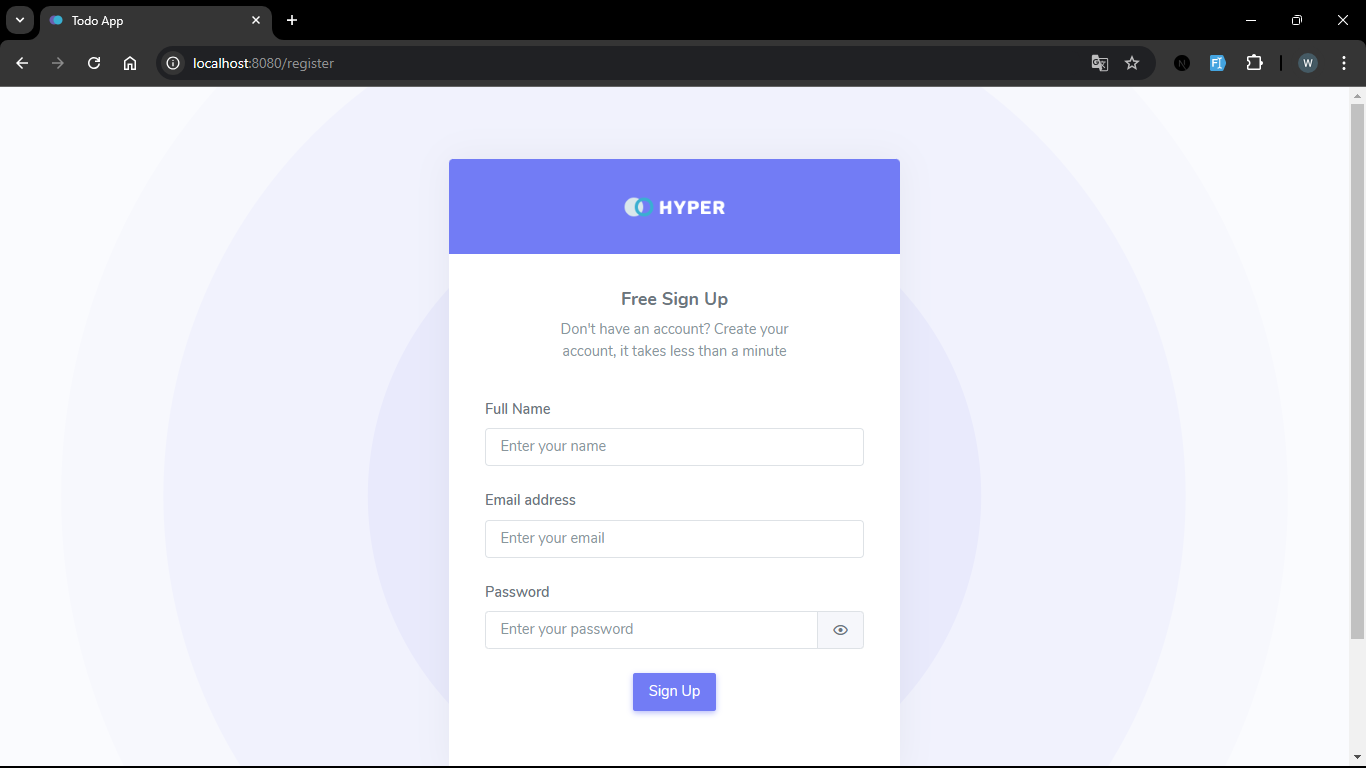 Todo App
localhost:8080/register
N
W
HYPER
Free Sign Up
Don't have an account? Create your
account, it takes less than a minute
Full Name
Enter your name
Email address
Enter your email
Password
Enter your password
Sign Up